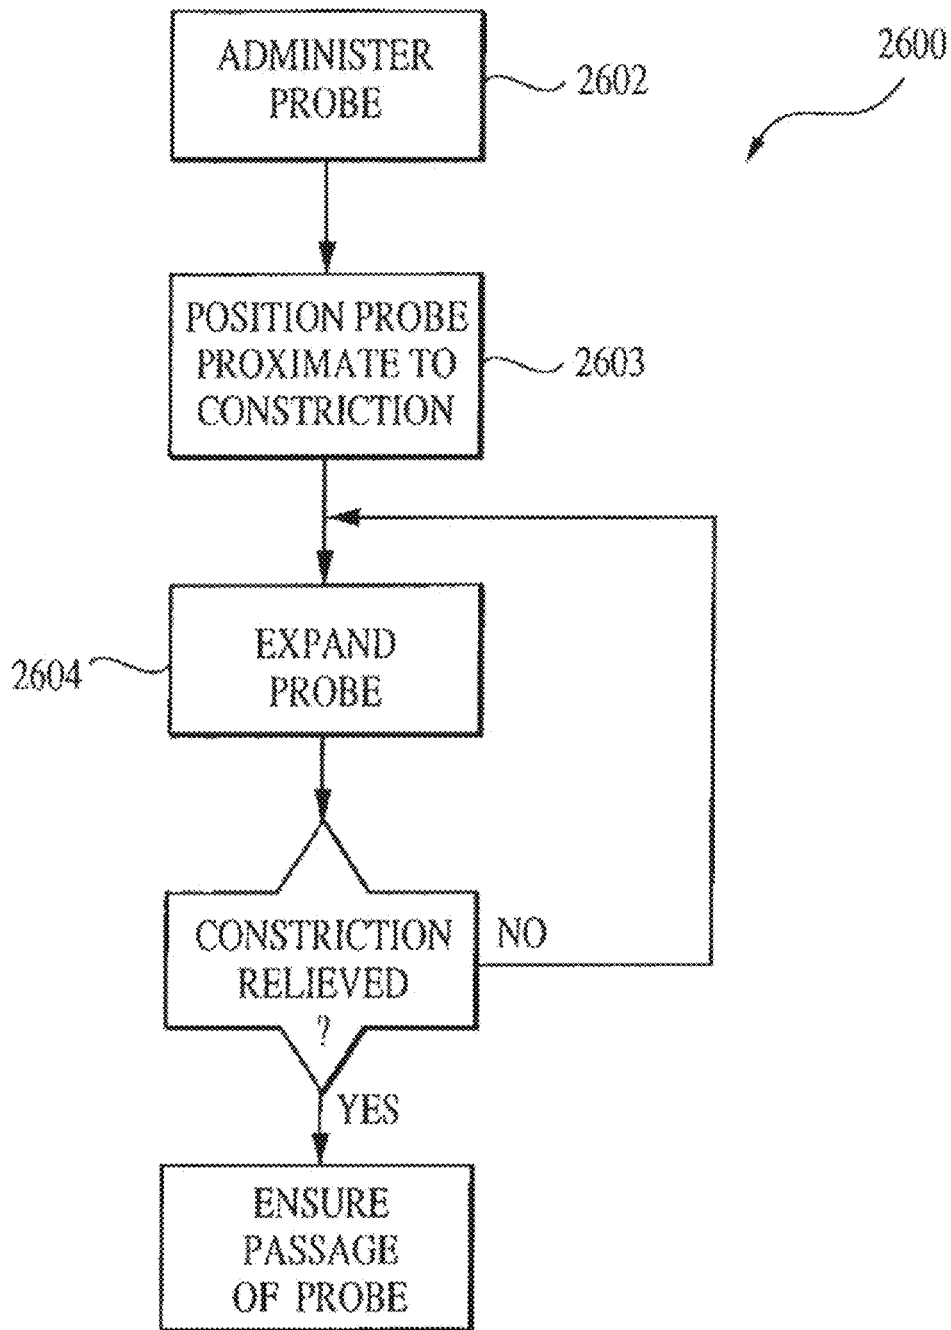 ADMINISTER
PROBE
2602
2600
POSITION PROBE
PROXIMATE TO
CONSTRICTION
2603
EXPAND
PROBE
2604
CONSTRICTION
RELIEVED
?
NO
YES
ENSURE
PASSAGE
OF PROBE